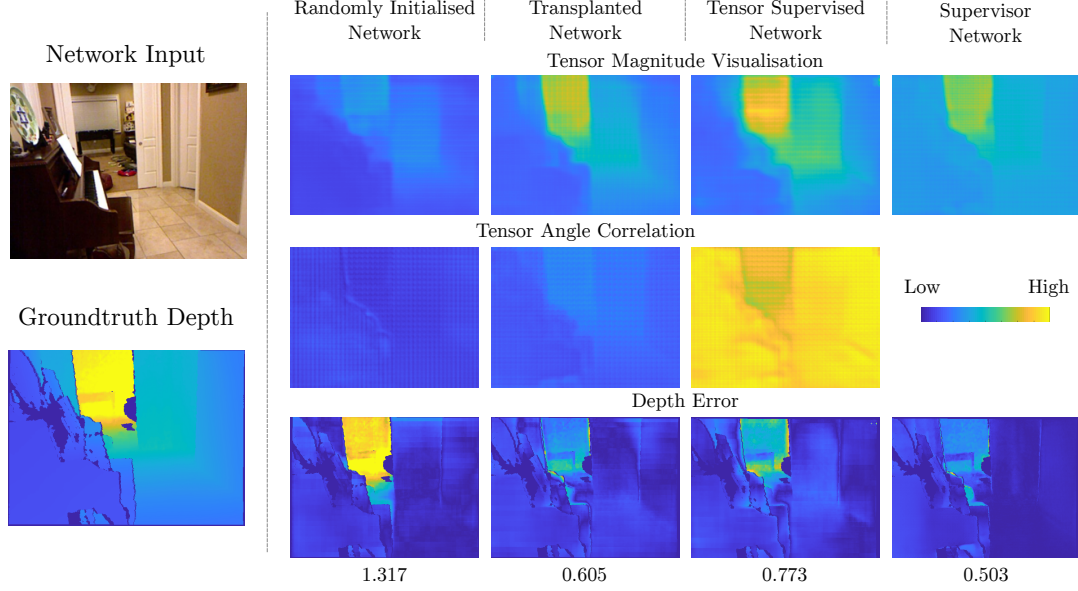 Network Input
Groundtruth Depth
Randomly Initialised
Network
Transplanted
Network
Tensor Supervised
Network
Supervisor
Network
Tensor Magnitude Visualisation
Tensor Angle Correlation
Low High
Depth Error
1.317 0.605 0.773 0.503